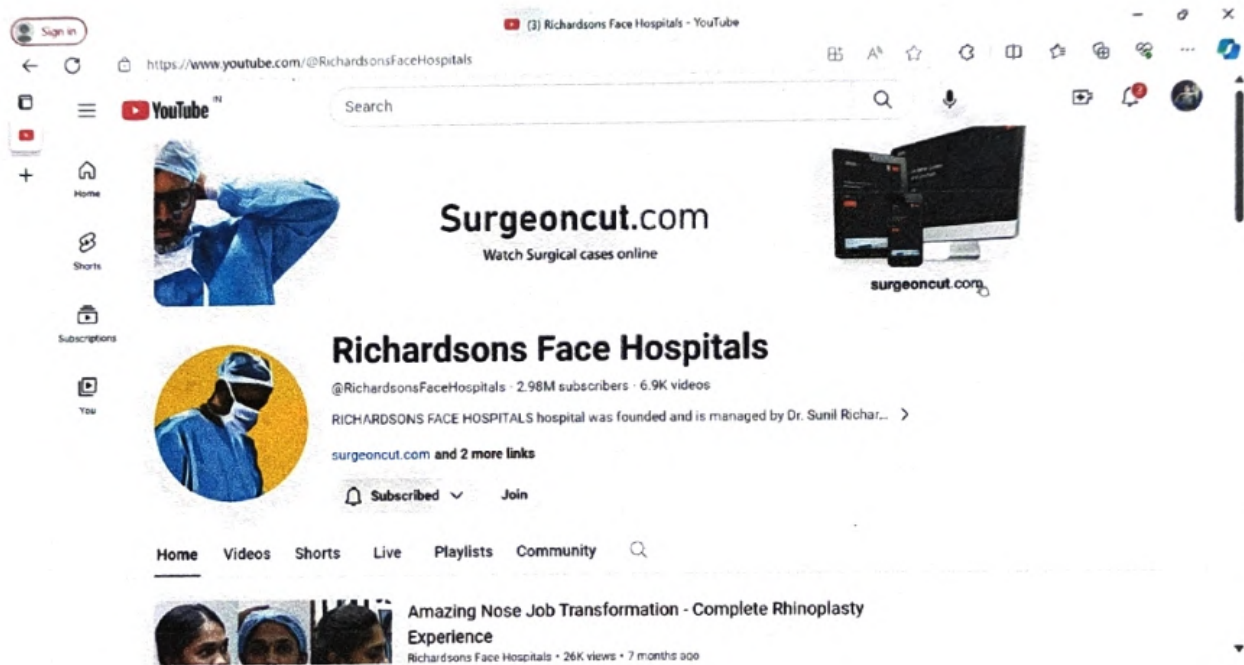 Sign in
(3) Richardsons Face Hospitals - YouTube
https://www.youtube.com/@RichardsonsFaceHospitals
YouTube IN
Search
3
Home
Shorts
Subscriptions
You
Surgeoncut.com
Watch Surgical cases online
surgeoncut.com
Richardsons Face Hospitals
@RichardsonsFaceHospitals · 2.98M subscribers · 6.9K videos
RICHARDSONS FACE HOSPITALS hospital was founded and is managed by Dr. Sunil Richar...
surgeoncut.com and 2 more links
Subscribed
Join
Home Videos Shorts Live Playlists Community
Amazing Nose Job Transformation - Complete Rhinoplasty
Experience
Richardsons Face Hospitals • 26K views • 7 months ago